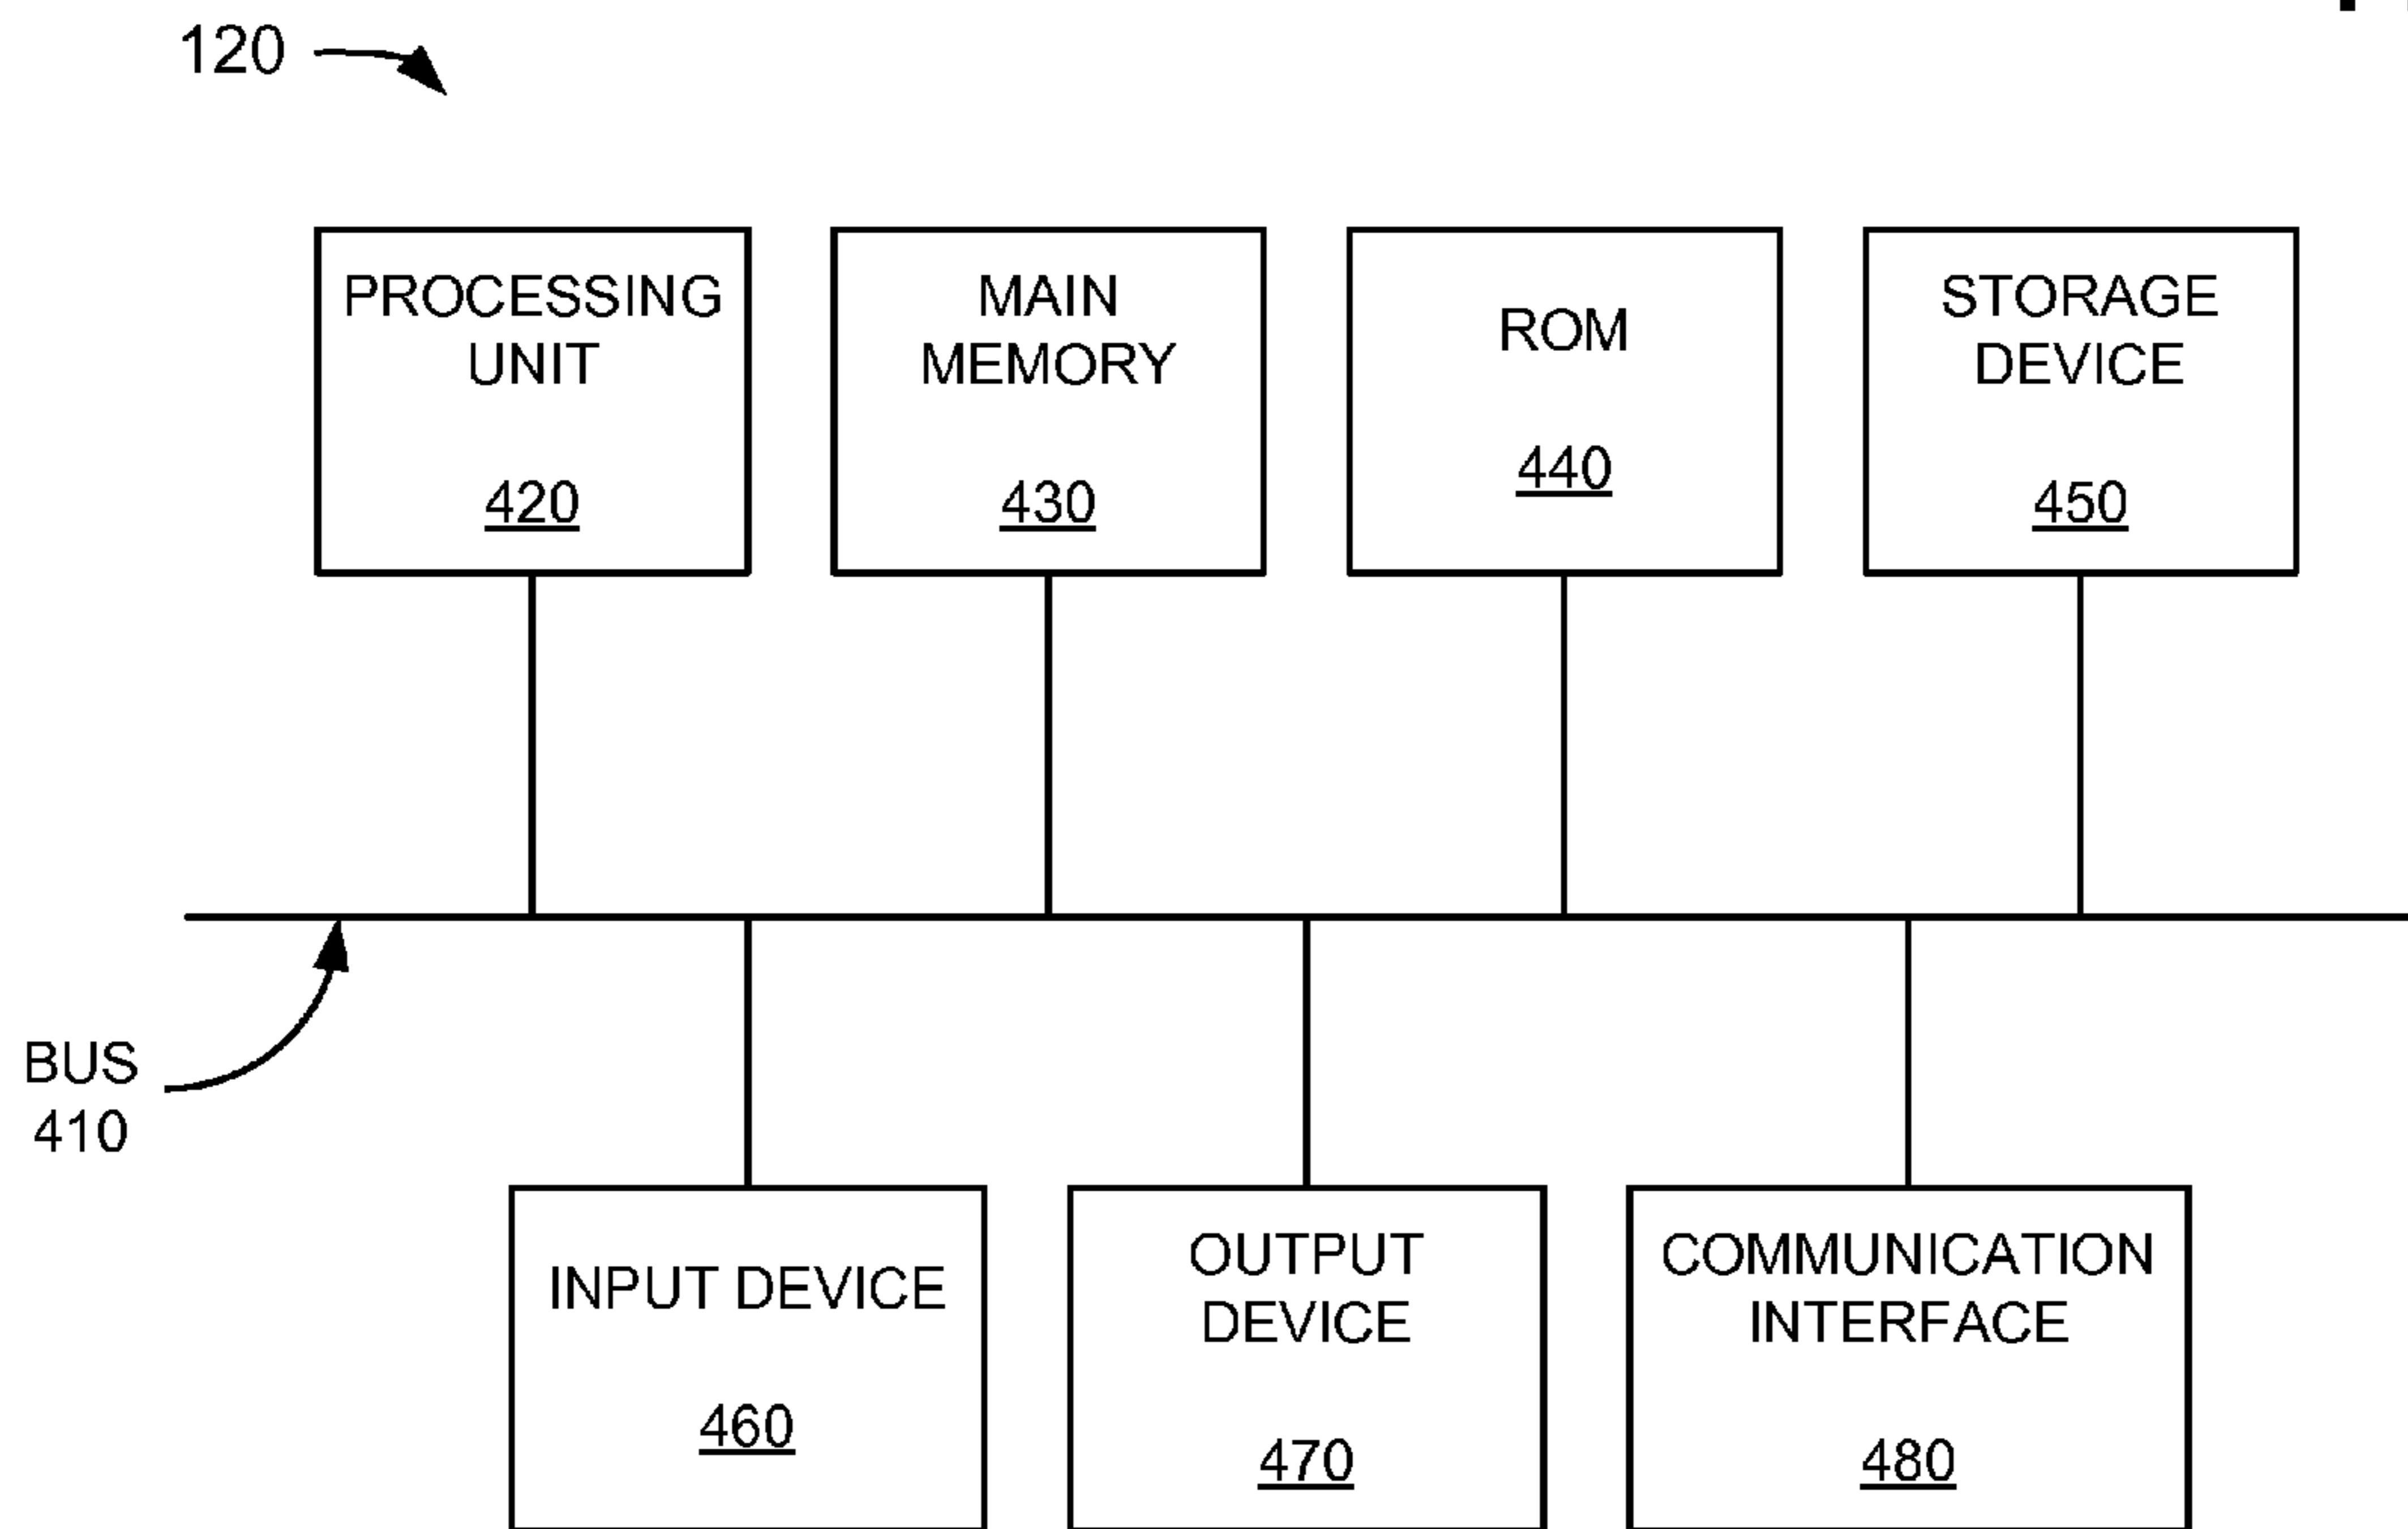 120
PROCESSING
UNIT
420
MAIN
MEMORY
430
ROM
440
STORAGE
DEVICE
450
BUS
410
INPUT DEVICE
460
OUTPUT
DEVICE
470
COMMUNICATION
INTERFACE
480